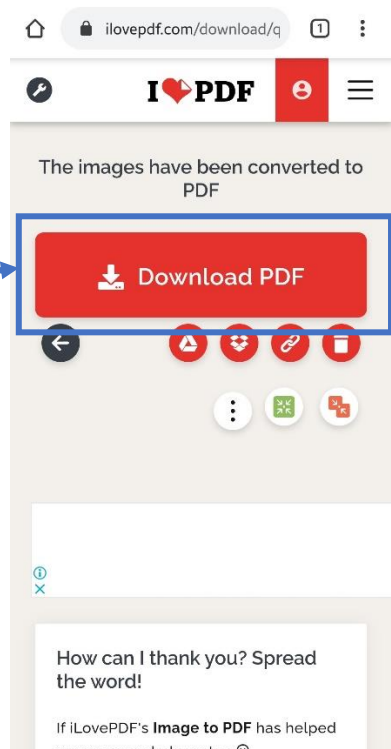 ilovepdf.com/download/q
1
I PDF
The images have been converted to
PDF
Download PDF
How can I thank you? Spread
the word!
If iLovePDF's Image to PDF has helped